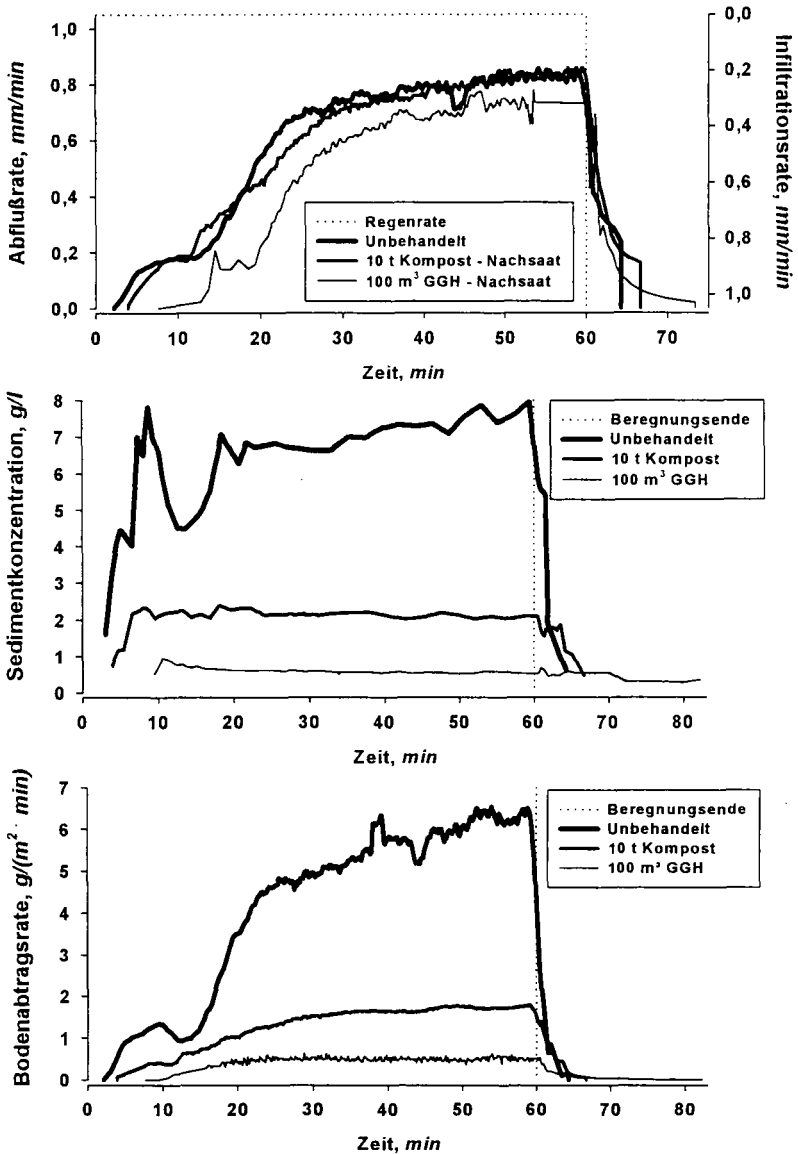 Abflußrate, mm/min
1,0
0,8
0,6
0,4
0,2
0,0
0,0
0,2
0,4
0,6
0,8
1,0
Infiltrationsrate, mm/min
Regenrate
Unbehandelt
10 t Kompost - Nachsaat
100 m³ GGH - Nachsaat
0 10 20 30 40 50 60 70
Zeit, min
Sedimentkonzentration, g/l
8
7
6
5
4
3
2
1
0
Beregnungsende
Unbehandelt
10 t Kompost
100 m³ GGH
0 10 20 30 40 50 60 70 80
Zeit, min
Bodenabtragsrate, g/(m² · min)
7
6
5
4
3
2
1
0
Beregnungsende
Unbehandelt
10 t Kompost
100 m³ GGH
0 10 20 30 40 50 60 70 80
Zeit, min